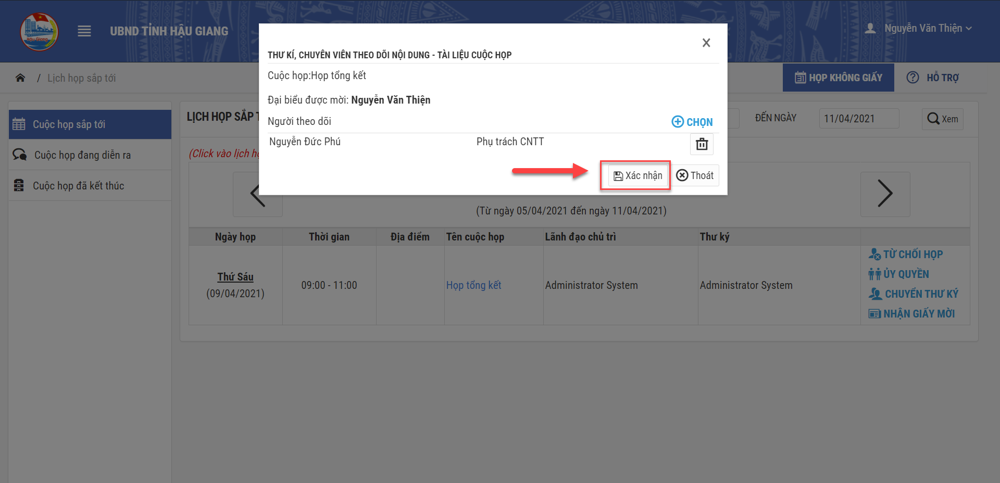 Hậu Giang
UBND TỈNH HẬU GIANG
Nguyễn Văn Thiện
/ Lịch họp sắp tới
31 HỌP KHÔNG GIẤY
? HỖ TRỢ
Cuộc họp sắp tới
Cuộc họp đang diễn ra
Cuộc họp đã kết thúc
THƯ KÍ, CHUYÊN VIÊN THEO DÕI NỘI DUNG - TÀI LIỆU CUỘC HỌP
Cuộc họp:Họp tổng kết
Đại biểu được mời: Nguyễn Văn Thiện
Người theo dõi
CHỌN
Nguyễn Đức Phú Phụ trách CNTT
Xác nhận Thoát
LỊCH HỌP SẮP
ĐẾN NGÀY 11/04/2021 Xem
(Click vào lịch
(Từ ngày 05/04/2021 đến ngày 11/04/2021)
Ngày họp Thời gian Địa điểm Tên cuộc họp Lãnh đạo chủ trì Thư ký
Thứ Sáu
(09/04/2021)
09:00 - 11:00 Họp tổng kết Administrator System Administrator System
TỪ CHỐI HỌP
ỦY QUYỀN
CHUYỂN THƯ KÝ
NHẬN GIẤY MỜI